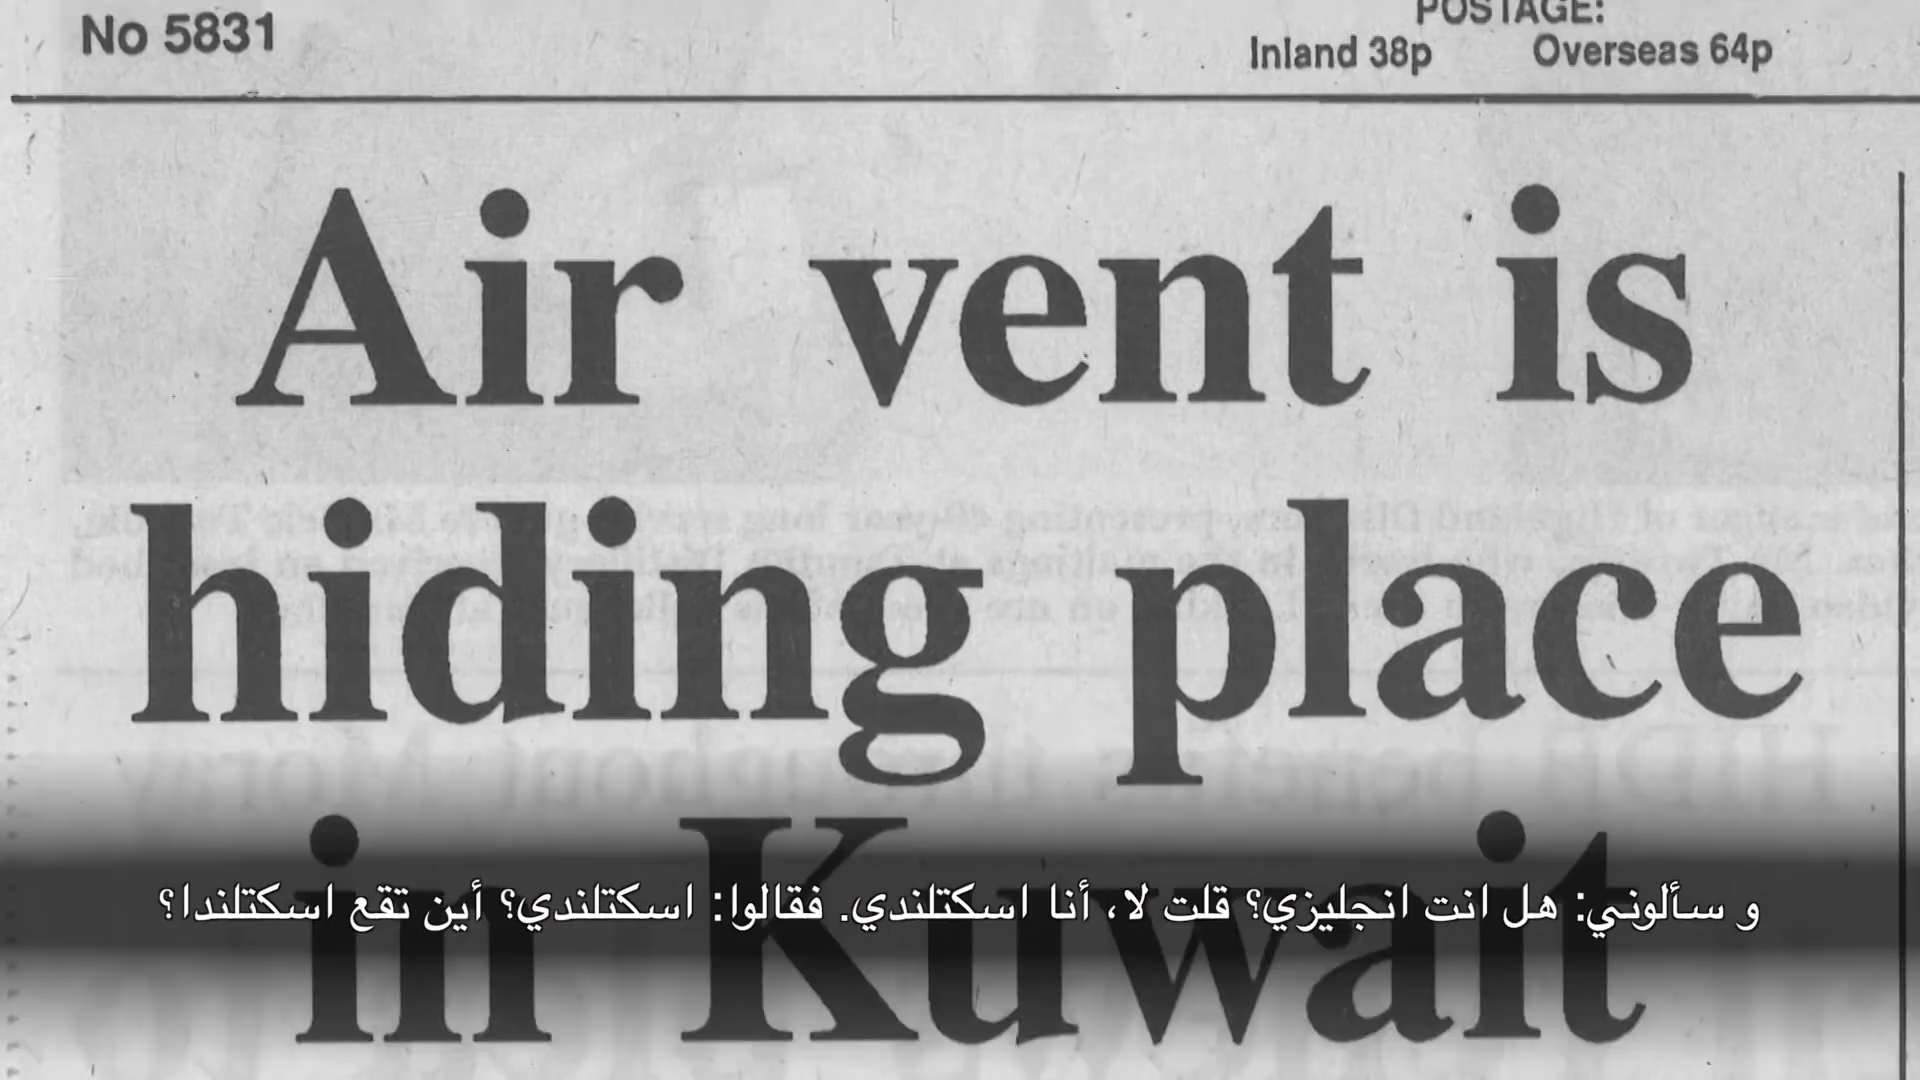 No 5831
POSTAGE:
Inland 38p Overseas 64p
Air vent is
hiding place
in Kuwait
و سألوني: هل انت انجليزي؟ قلت لا، أنا اسكتلندي. فقالوا: اسكتلندي؟ أين تقع اسكتلندا؟